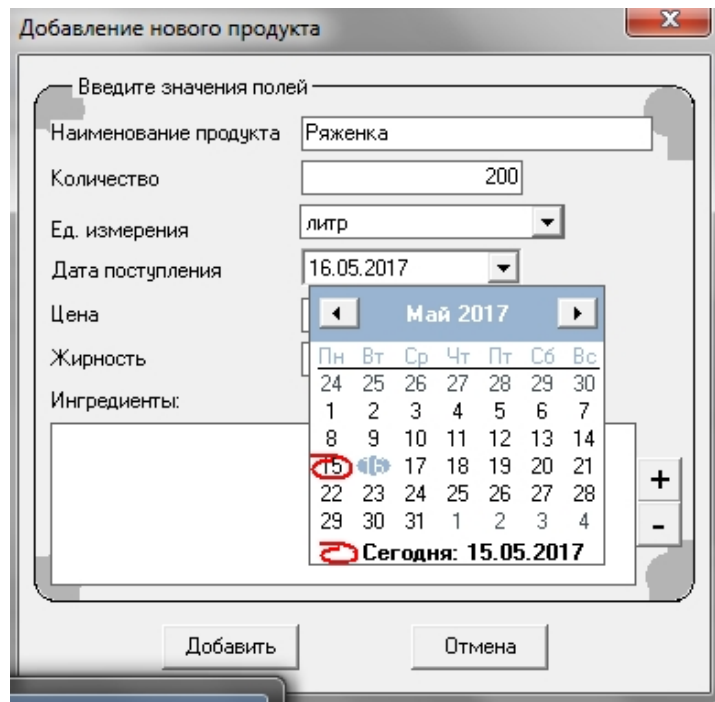 Добавление нового продукта
Введите значения полей
Наименование продукта Ряженка
Количество 200
Ед. измерения литр
Дата поступления 16.05.2017
Цена
Жирность
Ингредиенты:
Май 2017
Пн Вт Ср Чт Пт Сб Вс
24 25 26 27 28 29 30
1 2 3 4 5 6 7
8 9 10 11 12 13 14
15 16 17 18 19 20 21
22 23 24 25 26 27 28
29 30 31 1 2 3 4
Сегодня: 15.05.2017
+
-
Добавить Отмена